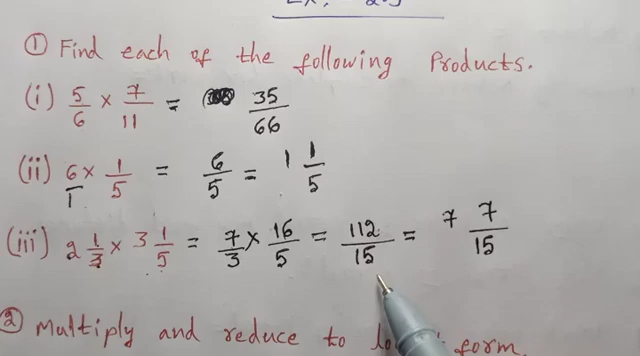 ① Find each of the following Products.
(i) 5/6 × 7/11 = 35/66
(ii) 6/1 × 1/5 = 6/5 = 1 1/5
(iii) 2 1/3 × 3 1/5 = 7/3 × 16/5 = 112/15 = 7 7/15
② Multiply and reduce to form.